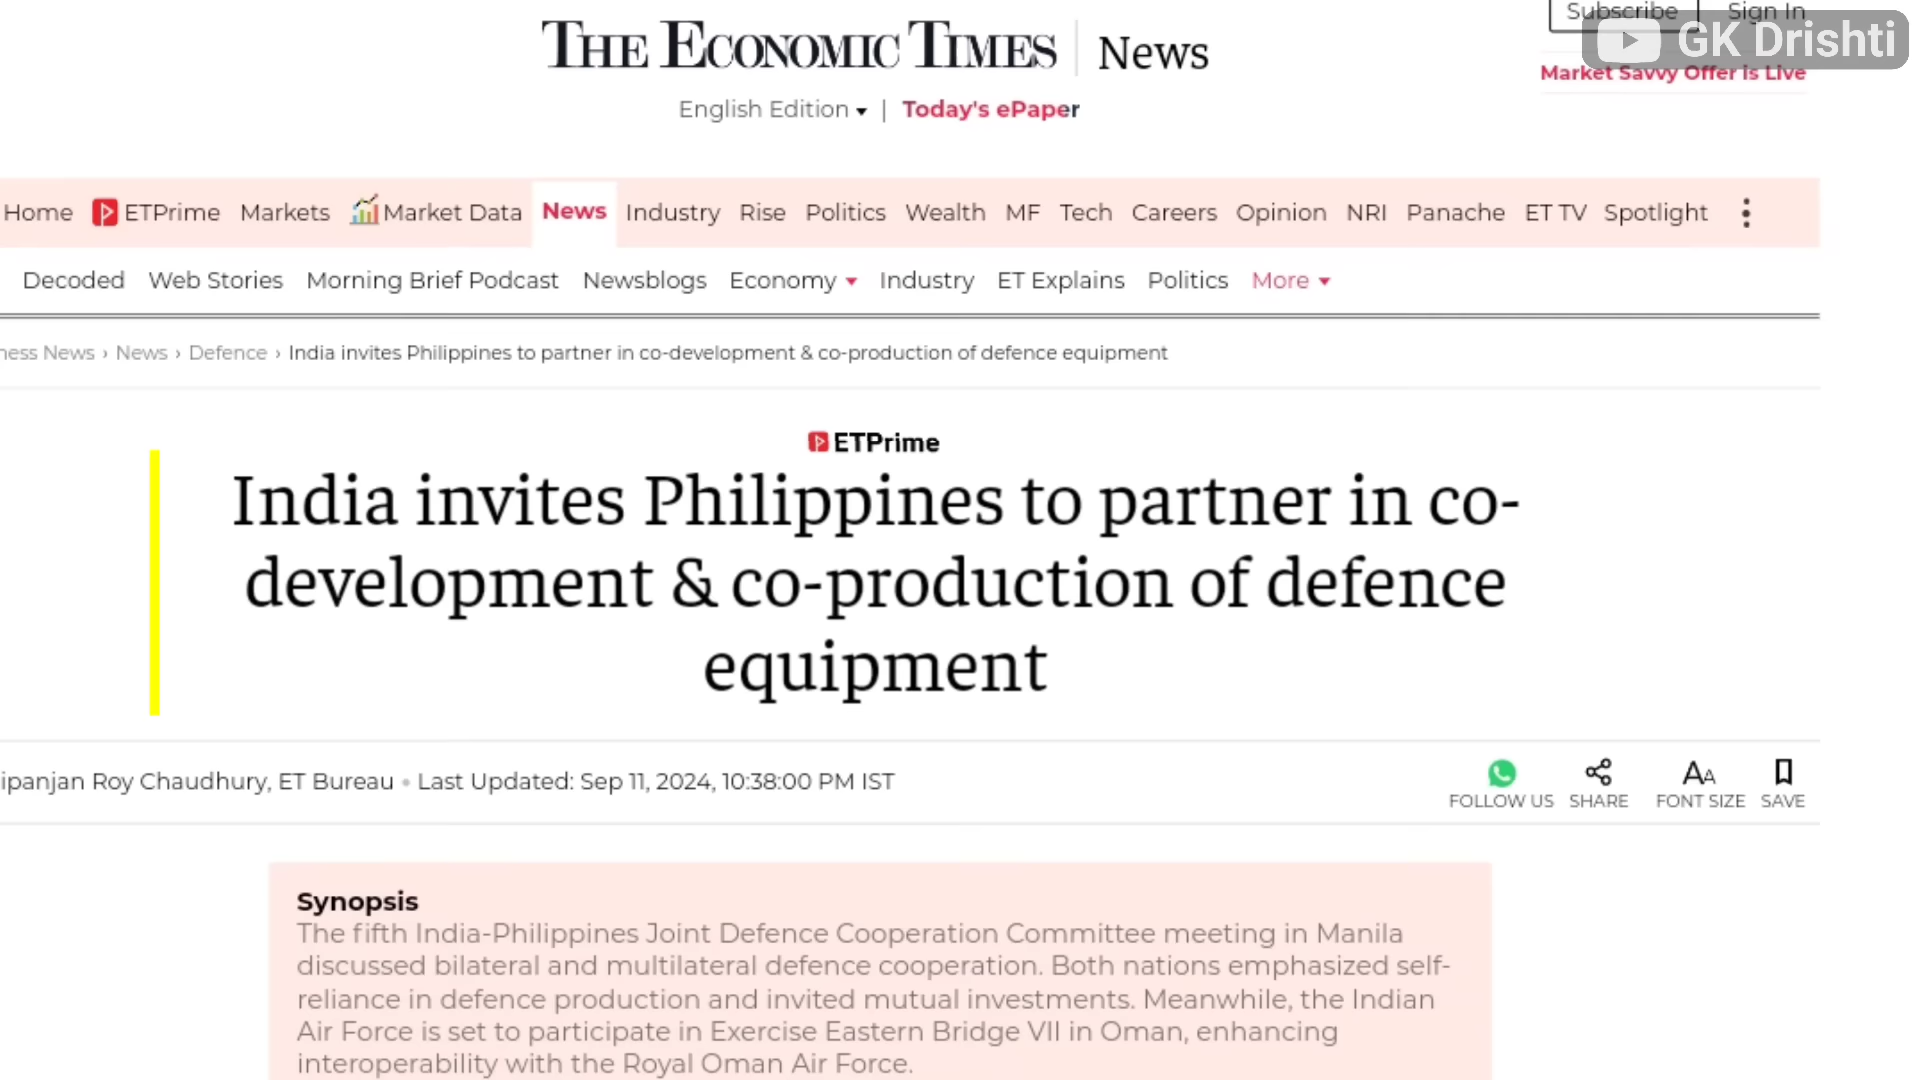 Subscribe Sign In
GK Drishti
THE ECONOMIC TIMES News
Market Savvy Offer is Live
English Edition | Today's ePaper
Home ETPrime Markets Market Data News Industry Rise Politics Wealth MF Tech Careers Opinion NRI Panache ET TV Spotlight
Decoded Web Stories Morning Brief Podcast Newsblogs Economy Industry ET Explains Politics More
ness News › News › Defence › India invites Philippines to partner in co-development & co-production of defence equipment
ETPrime
India invites Philippines to partner in co-
development & co-production of defence
equipment
ipanjan Roy Chaudhury, ET Bureau • Last Updated: Sep 11, 2024, 10:38:00 PM IST
FOLLOW US SHARE FONT SIZE SAVE
Synopsis
The fifth India-Philippines Joint Defence Cooperation Committee meeting in Manila
discussed bilateral and multilateral defence cooperation. Both nations emphasized self-
reliance in defence production and invited mutual investments. Meanwhile, the Indian
Air Force is set to participate in Exercise Eastern Bridge VII in Oman, enhancing
interoperability with the Royal Oman Air Force.